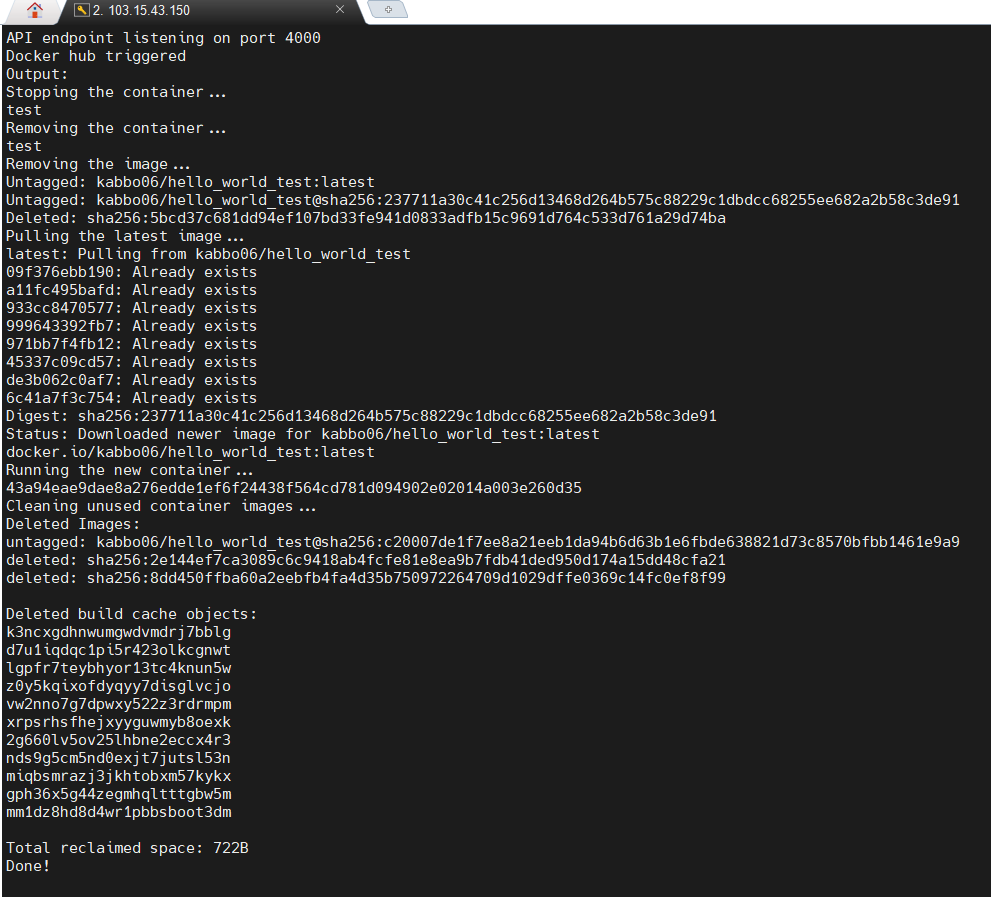 2. 103.15.43.150
API endpoint listening on port 4000
Docker hub triggered
Output:
Stopping the container...
test
Removing the container...
test
Removing the image...
Untagged: kabbo06/hello_world_test:latest
Untagged: kabbo06/hello_world_test@sha256:237711a30c41c256d13468d264b575c88229c1dbdcc68255ee682a2b58c3de91
Deleted: sha256:5bcd37c681dd94ef107bd33fe941d0833adfb15c9691d764c533d761a29d74ba
Pulling the latest image...
latest: Pulling from kabbo06/hello_world_test
09f376ebb190: Already exists
a11fc495bafd: Already exists
933cc8470577: Already exists
999643392fb7: Already exists
971bb7f4fb12: Already exists
45337c09cd57: Already exists
de3b062c0af7: Already exists
6c41a7f3c754: Already exists
Digest: sha256:237711a30c41c256d13468d264b575c88229c1dbdcc68255ee682a2b58c3de91
Status: Downloaded newer image for kabbo06/hello_world_test:latest
docker.io/kabbo06/hello_world_test:latest
Running the new container...
43a94eae9dae8a276edde1ef6f24438f564cd781d094902e02014a003e260d35
Cleaning unused container images...
Deleted Images:
untagged: kabbo06/hello_world_test@sha256:c20007de1f7ee8a21eeb1da94b6d63b1e6fbde638821d73c8570bfbb1461e9a9
deleted: sha256:2e144ef7ca3089c6c9418ab4fcfe81e8ea9b7fdb41ded950d174a15dd48cfa21
deleted: sha256:8dd450ffba60a2eebfb4fa4d35b750972264709d1029dffe0369c14fc0ef8f99
Deleted build cache objects:
k3ncxgdhnwumgwdvmdrj7bblg
d7u1iqdqc1pi5r423olkcgnwt
lgpfr7teybhyor13tc4knun5w
z0y5kqixofdyqyy7disglvcjo
vw2nno7g7dpwxy522z3rdrmpm
xrpsrhsfhejxyyguwmyb8oexk
2g660lv5ov25lhbne2eccx4r3
nds9g5cm5nd0exjt7jutsl53n
miqbsmrazj3jkhtobxm57kykx
gph36x5g44zegmhqltttgbw5m
mm1dz8hd8d4wr1pbbsboot3dm
Total reclaimed space: 722B
Done!